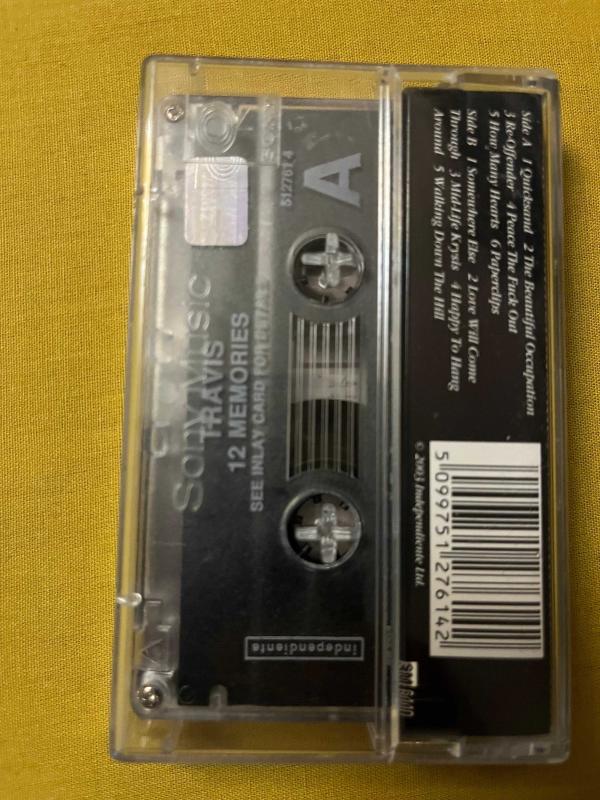 Side A 1 Quicksand 2 The Beautiful Occupation
3 Re-Offender 4 Peace The Fuck Out
5 How Many Hearts 6 Paperclips
Side B 1 Somewhere Else 2 Love Will Come
Through 3 Mid-Life Krysis 4 Happy To Hang
Around 5 Walking Down The Hill
© 2003 Independiente Ltd.
5 099751 276142
A
512761 4
TRAVIS
12 MEMORIES
SEE INLAY CARD FOR DETAILS
Sony Music
independiente